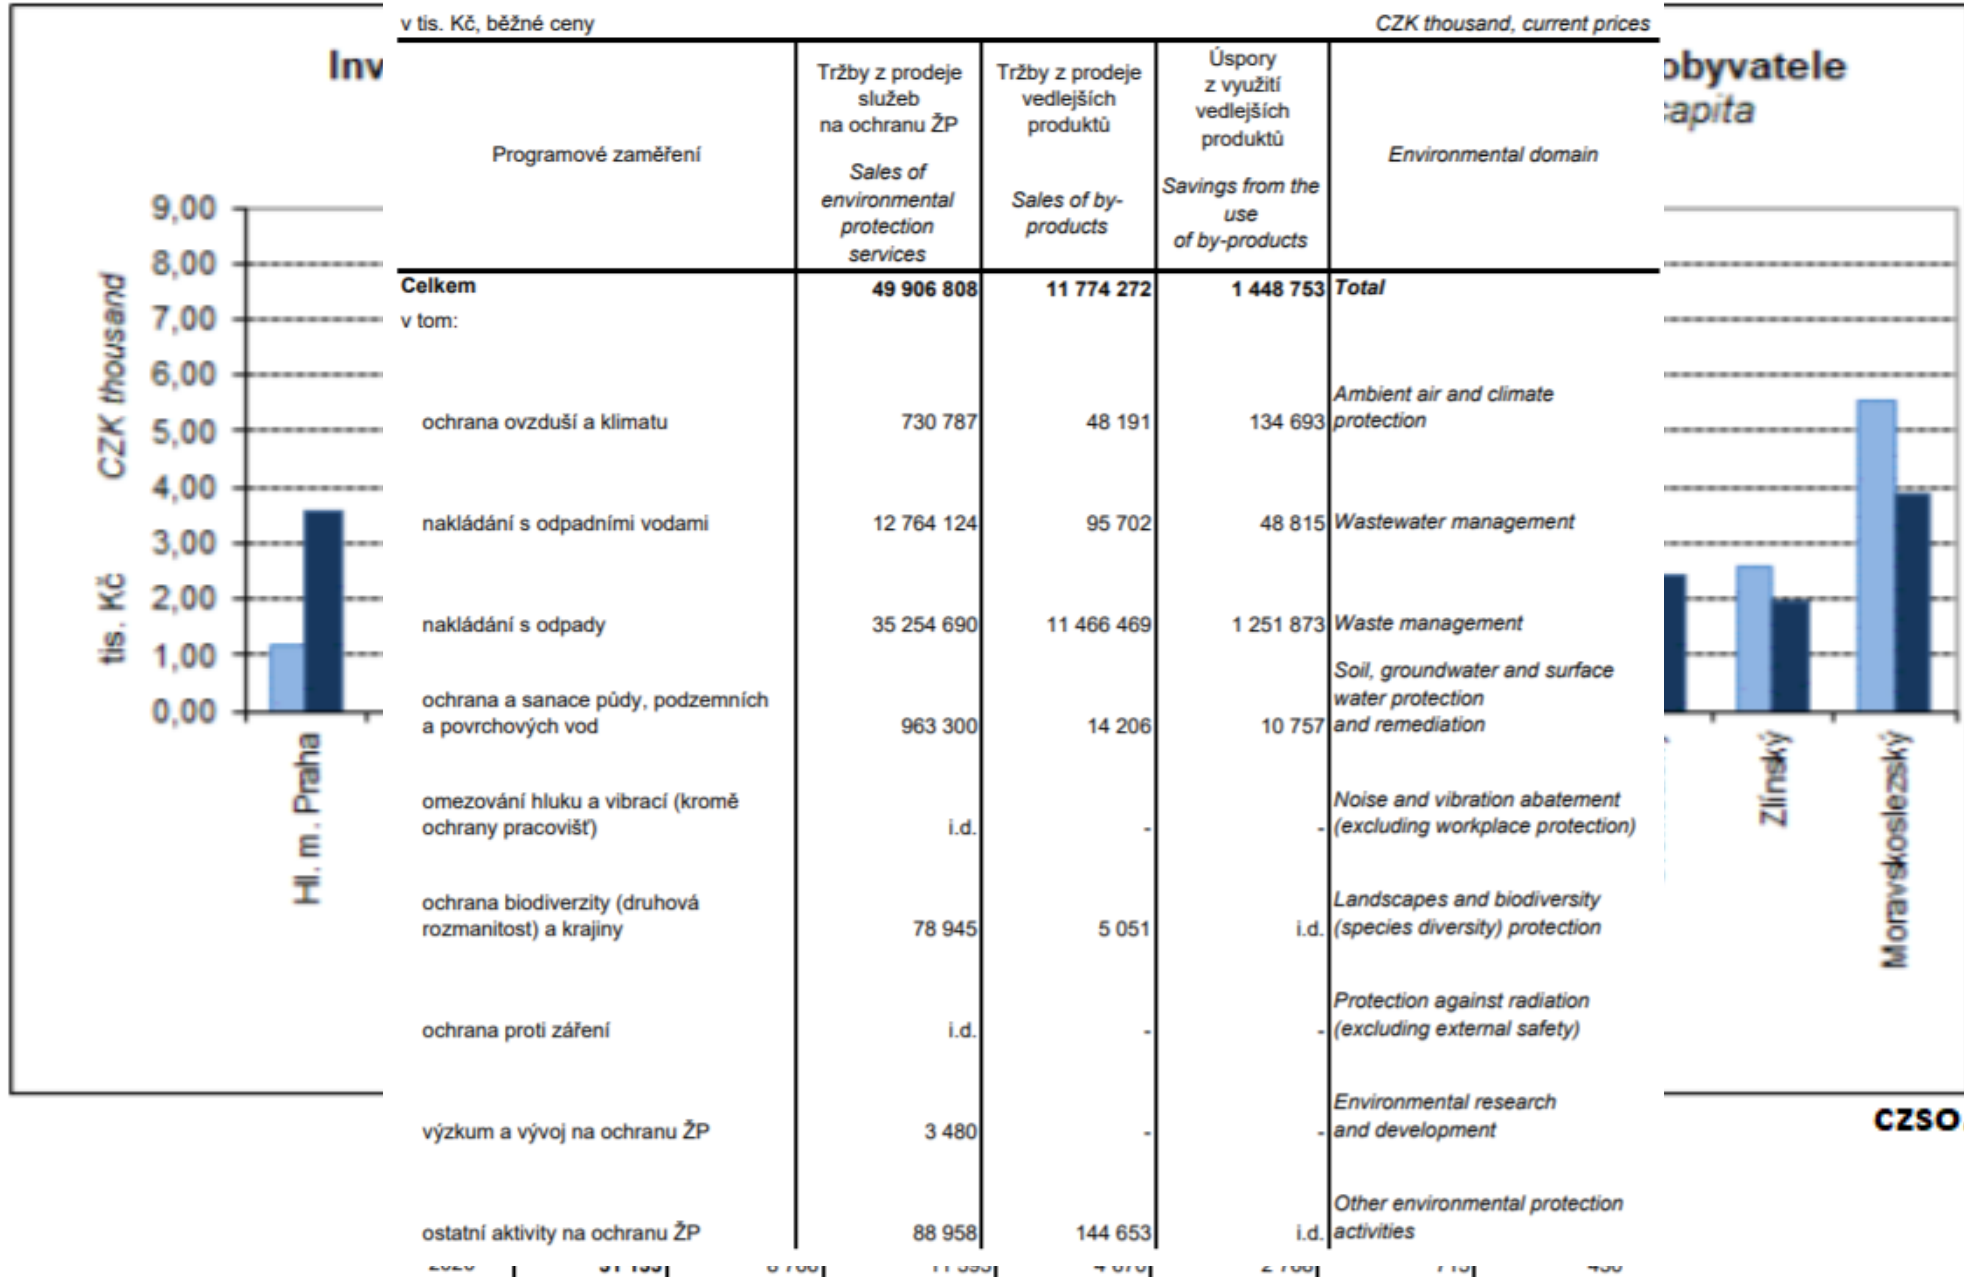 v tis. Kč, běžné ceny CZK thousand, current prices
Inv
obyvatele
capita
Programové zaměření
Tržby z prodeje
služeb
na ochranu ŽP
Sales of
environmental
protection
services
Tržby z prodeje
vedlejších
produktů
Sales of by-
products
Úspory
z využití
vedlejších
produktů
Savings from the
use
of by-products
Environmental domain
Celkem 49 906 808 11 774 272 1 448 753 Total
v tom:
ochrana ovzduší a klimatu 730 787 48 191 134 693 Ambient air and climate
protection
nakládání s odpadními vodami 12 764 124 95 702 48 815 Wastewater management
nakládání s odpady 35 254 690 11 466 469 1 251 873 Waste management
ochrana a sanace půdy, podzemních
a povrchových vod 963 300 14 206 10 757
Soil, groundwater and surface
water protection
and remediation
omezování hluku a vibrací (kromě
ochrany pracovišť) i.d. - -
Noise and vibration abatement
(excluding workplace protection)
ochrana biodiverzity (druhová
rozmanitost) a krajiny 78 945 5 051 i.d.
Landscapes and biodiversity
(species diversity) protection
ochrana proti záření i.d. - -
Protection against radiation
(excluding external safety)
výzkum a vývoj na ochranu ŽP 3 480 - -
Environmental research
and development
ostatní aktivity na ochranu ŽP 88 958 144 653 i.d.
Other environmental protection
activities
tis. Kč CZK thousand
9,00
8,00
7,00
6,00
5,00
4,00
3,00
2,00
1,00
0,00
Hl. m. Praha
Zlínský
Moravskoslezský
czso.